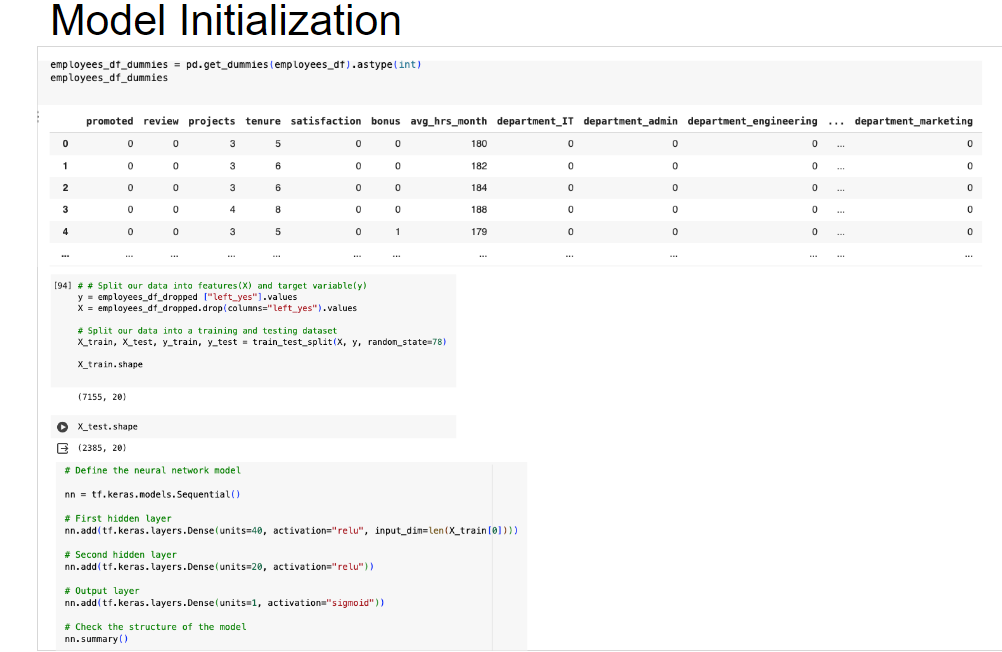 Model Initialization
employees_df_dummies = pd.get_dummies(employees_df).astype(int)
employees_df_dummies
promoted review projects tenure satisfaction bonus avg_hrs_month department_IT department_admin department_engineering ... department_marketing
0 0 0 3 5 0 0 180 0 0 0 ... 0
1 0 0 3 6 0 0 182 0 0 0 ... 0
2 0 0 3 6 0 0 184 0 0 0 ... 0
3 0 0 4 8 0 0 188 0 0 0 ... 0
4 0 0 3 5 0 1 179 0 0 0 ... 0
... ... ... ... ... ... ... ... ... ... ... ... ...
[94] # # Split our data into features(X) and target variable(y)
y = employees_df_dropped ["left_yes"].values
X = employees_df_dropped.drop(columns="left_yes").values
# Split our data into a training and testing dataset
X_train, X_test, y_train, y_test = train_test_split(X, y, random_state=78)
X_train.shape
(7155, 20)
X_test.shape
(2385, 20)
# Define the neural network model
nn = tf.keras.models.Sequential()
# First hidden layer
nn.add(tf.keras.layers.Dense(units=40, activation="relu", input_dim=len(X_train[0])))
# Second hidden layer
nn.add(tf.keras.layers.Dense(units=20, activation="relu"))
# Output layer
nn.add(tf.keras.layers.Dense(units=1, activation="sigmoid"))
# Check the structure of the model
nn.summary()